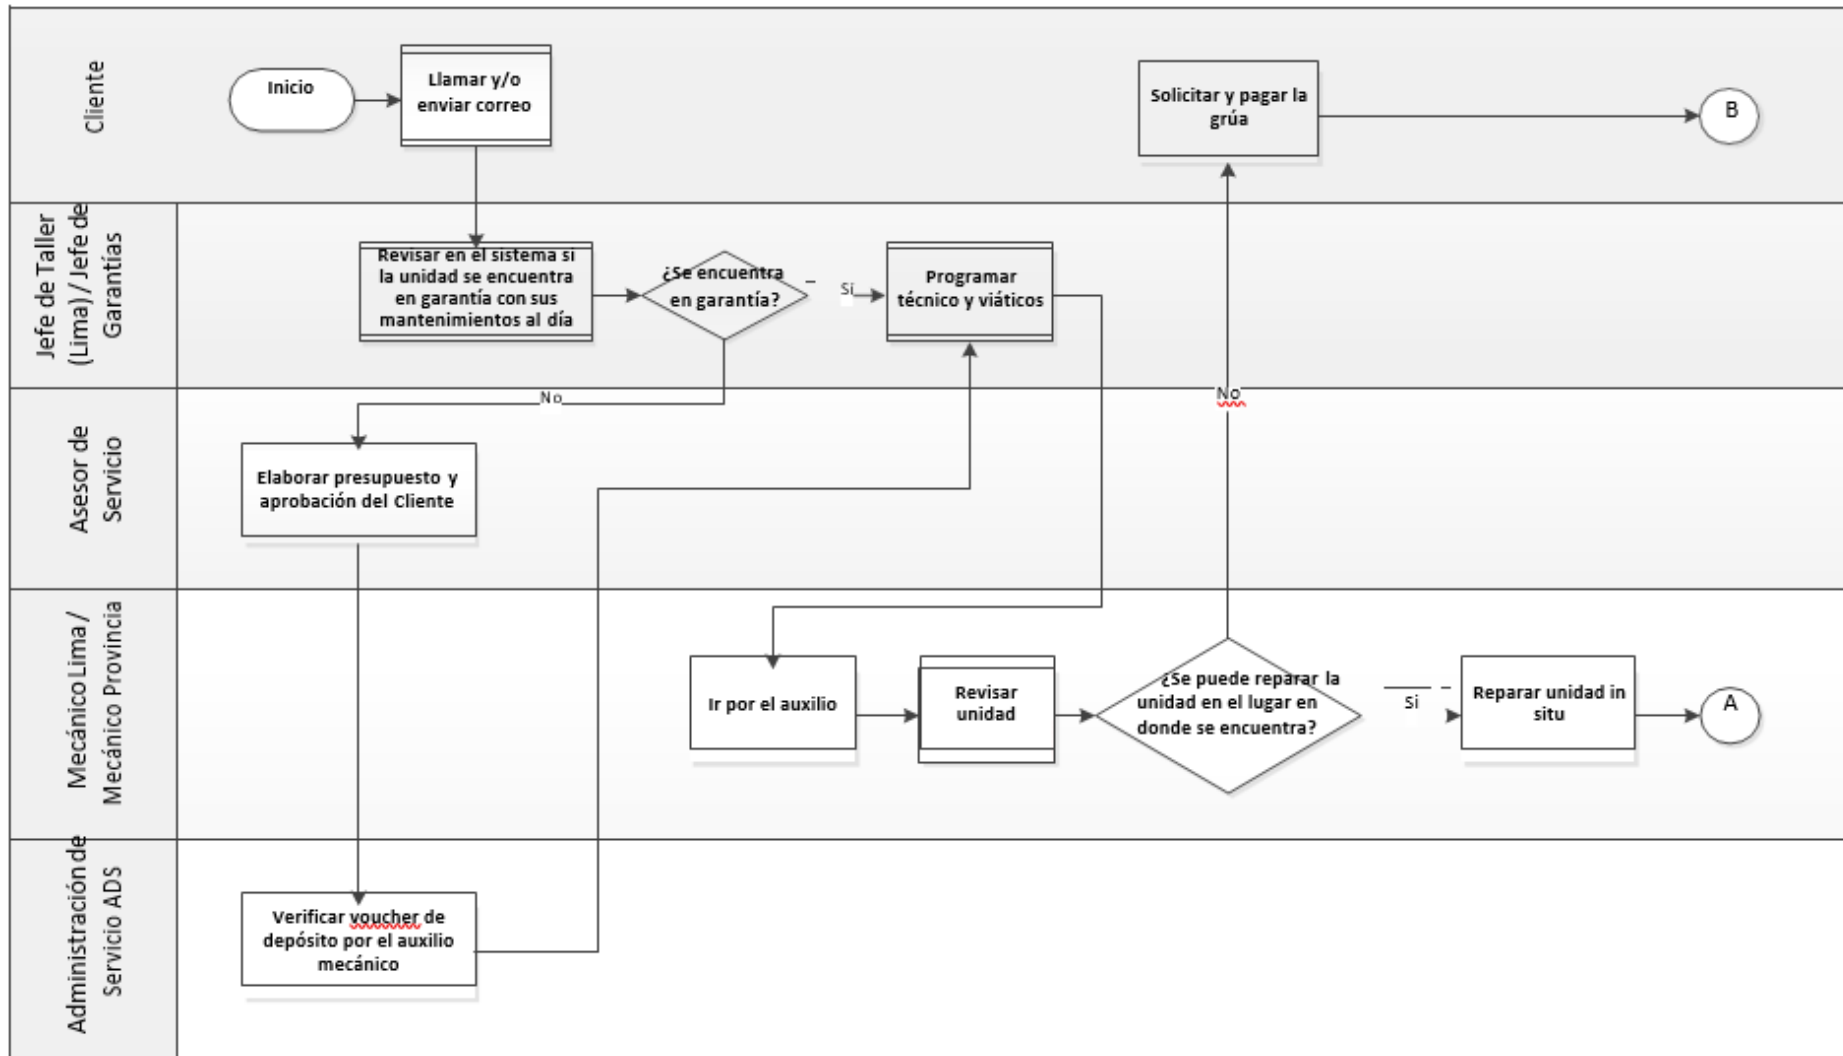 Cliente
Inicio
Llamar y/o
enviar correo
Solicitar y pagar la
grúa
B
Jefe de Taller
(Lima) / Jefe de
Garantías
Revisar en el sistema si
la unidad se encuentra
en garantía con sus
mantenimientos al día
¿Se encuentra
en garantía?
Si
Programar
técnico y viáticos
No
No
Asesor de
Servicio
Elaborar presupuesto y
aprobación del Cliente
Mecánico Lima /
Mecánico Provincia
Ir por el auxilio
Revisar
unidad
¿Se puede reparar la
unidad en el lugar en
donde se encuentra?
Si
Reparar unidad in
situ
A
Administración de
Servicio ADS
Verificar voucher de
depósito por el auxilio
mecánico